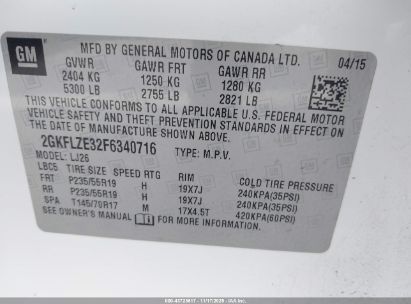 GM
MFD BY GENERAL MOTORS OF CANADA LTD.
04/15
GVWR GAWR FRT GAWR RR
2404 KG 1250 KG 1280 KG
5300 LB 2755 LB 2821 LB
THIS VEHICLE CONFORMS TO ALL APPLICABLE U.S. FEDERAL MOTOR
VEHICLE SAFETY AND THEFT PREVENTION STANDARDS IN EFFECT ON THE
DATE OF MANUFACTURE SHOWN ABOVE.
2GKFLZE32F6340716 TYPE: M.P.V.
MODEL: LJ26
LBC5 TIRE SIZE SPEED RTG RIM COLD TIRE PRESSURE
FRT P235/55R19 H 19X7J 240KPA(35PSI)
RR P235/55R19 H 19X7J 240KPA(35PSI)
SPA T145/70R17 M 17X4.5T 420KPA(60PSI)
SEE OWNER'S MANUAL FOR ADDITIONAL INFORMATION.